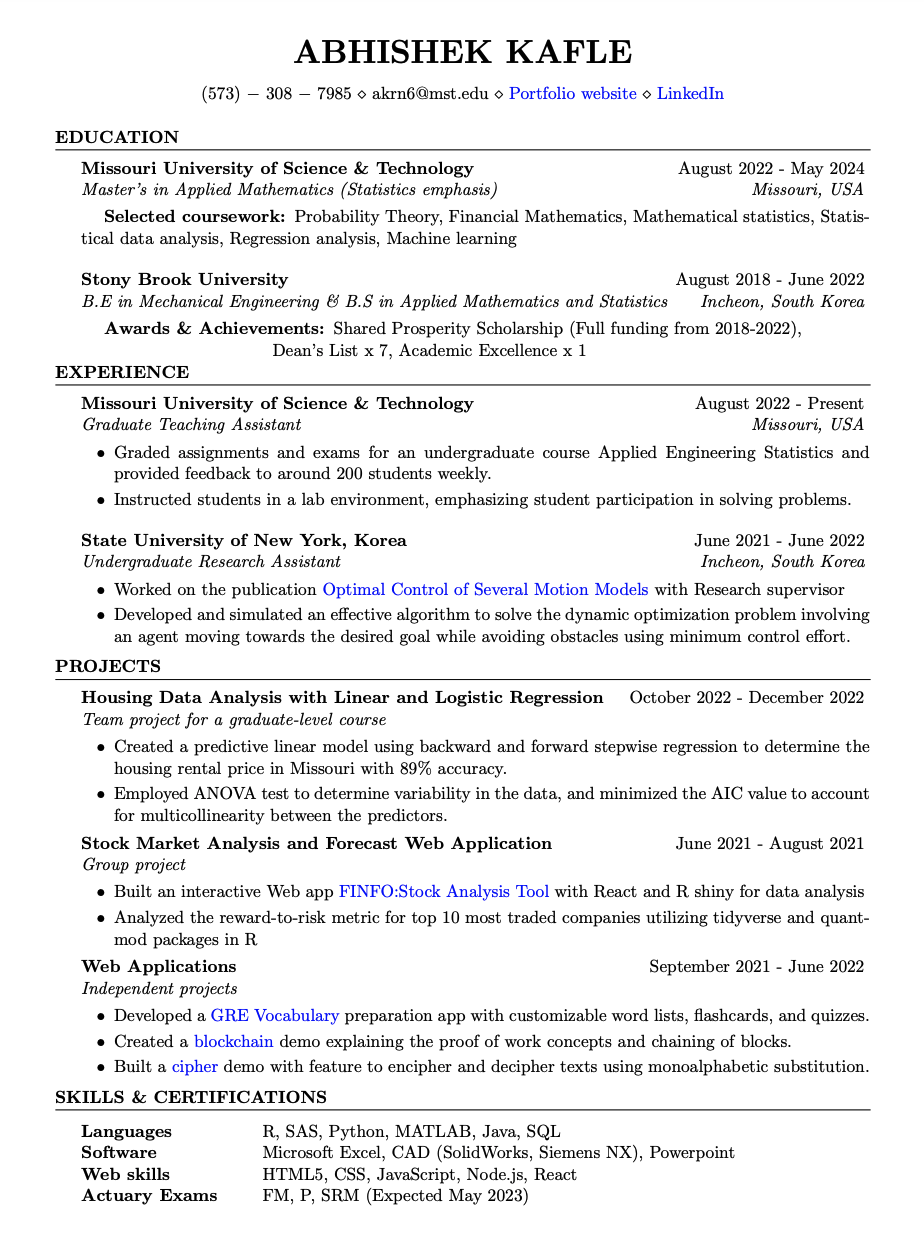 ABHISHEK KAFLE
(573) − 308 − 7985 ⋄ akrn6@mst.edu ⋄ Portfolio website ⋄ LinkedIn
EDUCATION
Missouri University of Science & Technology August 2022 - May 2024
Master's in Applied Mathematics (Statistics emphasis) Missouri, USA
Selected coursework: Probability Theory, Financial Mathematics, Mathematical statistics, Statis-
tical data analysis, Regression analysis, Machine learning
Stony Brook University August 2018 - June 2022
B.E in Mechanical Engineering & B.S in Applied Mathematics and Statistics Incheon, South Korea
Awards & Achievements: Shared Prosperity Scholarship (Full funding from 2018-2022),
Dean's List x 7, Academic Excellence x 1
EXPERIENCE
Missouri University of Science & Technology August 2022 - Present
Graduate Teaching Assistant Missouri, USA
• Graded assignments and exams for an undergraduate course Applied Engineering Statistics and
provided feedback to around 200 students weekly.
• Instructed students in a lab environment, emphasizing student participation in solving problems.
State University of New York, Korea June 2021 - June 2022
Undergraduate Research Assistant Incheon, South Korea
• Worked on the publication Optimal Control of Several Motion Models with Research supervisor
• Developed and simulated an effective algorithm to solve the dynamic optimization problem involving
an agent moving towards the desired goal while avoiding obstacles using minimum control effort.
PROJECTS
Housing Data Analysis with Linear and Logistic Regression October 2022 - December 2022
Team project for a graduate-level course
• Created a predictive linear model using backward and forward stepwise regression to determine the
housing rental price in Missouri with 89% accuracy.
• Employed ANOVA test to determine variability in the data, and minimized the AIC value to account
for multicollinearity between the predictors.
Stock Market Analysis and Forecast Web Application June 2021 - August 2021
Group project
• Built an interactive Web app FINFO:Stock Analysis Tool with React and R shiny for data analysis
• Analyzed the reward-to-risk metric for top 10 most traded companies utilizing tidyverse and quant-
mod packages in R
Web Applications September 2021 - June 2022
Independent projects
• Developed a GRE Vocabulary preparation app with customizable word lists, flashcards, and quizzes.
• Created a blockchain demo explaining the proof of work concepts and chaining of blocks.
• Built a cipher demo with feature to encipher and decipher texts using monoalphabetic substitution.
SKILLS & CERTIFICATIONS
Languages R, SAS, Python, MATLAB, Java, SQL
Software Microsoft Excel, CAD (SolidWorks, Siemens NX), Powerpoint
Web skills HTML5, CSS, JavaScript, Node.js, React
Actuary Exams FM, P, SRM (Expected May 2023)